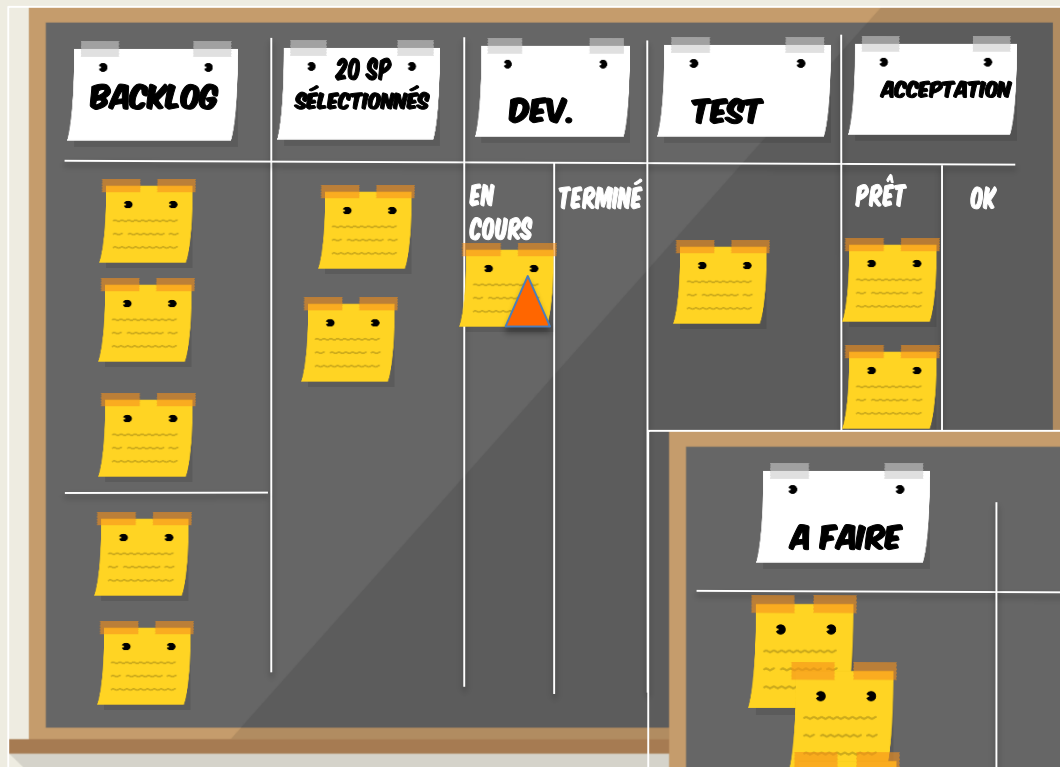 BACKLOG
20 SP
SÉLECTIONNÉS
DEV.
TEST
ACCEPTATION
EN
COURS
TERMINÉ
PRÊT
OK
A FAIRE